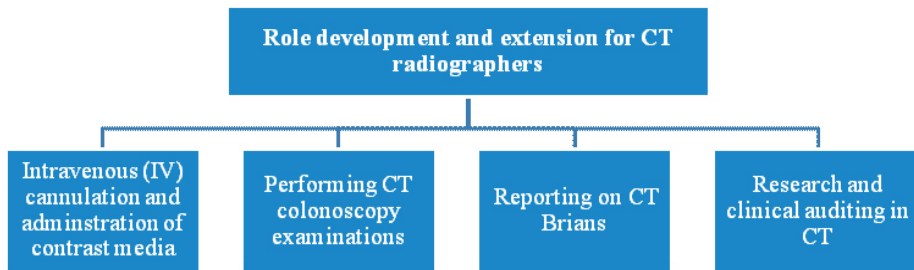 Role development and extension for CT
radiographers
Intravenous (IV)
cannulation and
adminstration of
contrast media
Performing CT
colonoscopy
examinations
Reporting on CT
Brians
Research and
clinical auditing in
CT